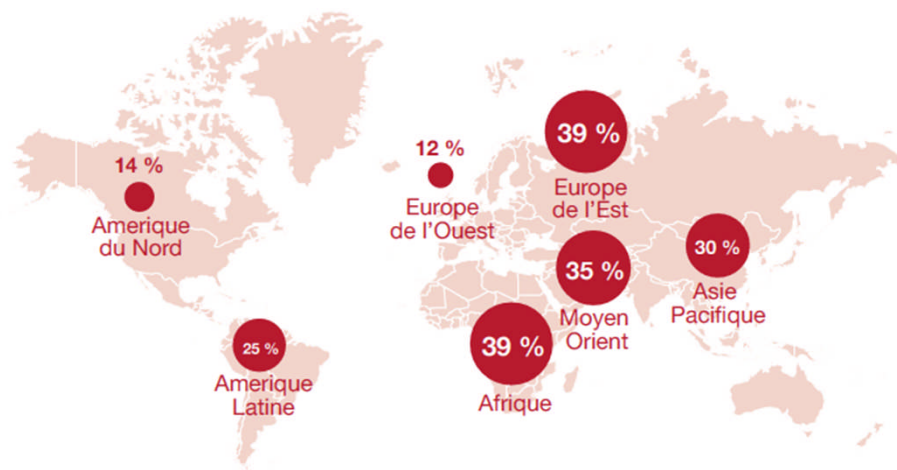 14 %
Amerique
du Nord
12 %
Europe
de l'Ouest
39 %
Europe
de l'Est
35 %
Moyen
Orient
30 %
Asie
Pacifique
25 %
Amerique
Latine
39 %
Afrique